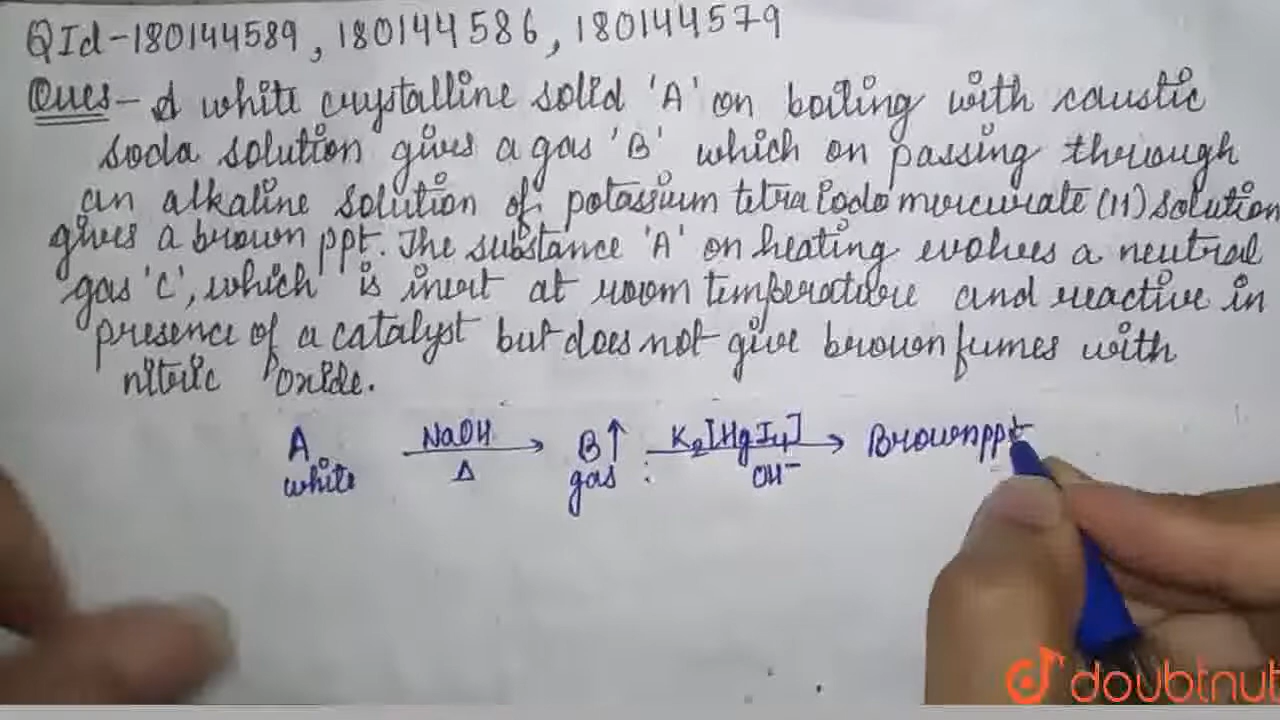 QId-180144589, 180144586, 180144579
Ques- A white crystalline solid 'A' on boiling with caustic
soda solution gives a gas 'B' which on passing through
an alkaline solution of potassium tetraiodomercurate (II) solution
gives a brown ppt. The substance 'A' on heating evolves a neutral
gas 'C', which is inert at room temperature and reactive in
presence of a catalyst but does not give brown fumes with
nitric oxide.
A NaOH B↑ K₂[HgI₄] Brown ppt
white Δ gas : OH⁻
doubtnut